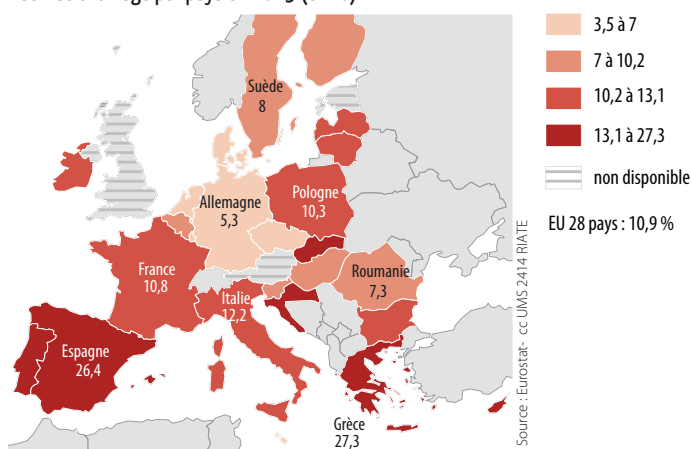 3,5 à 7
7 à 10,2
10,2 à 13,1
13,1 à 27,3
non disponible
EU 28 pays : 10,9 %
Suède
8
Allemagne
5,3
Pologne
10,3
France
10,8
Italie
12,2
Roumanie
7,3
Espagne
26,4
Grèce
27,3
Source : Eurostat- cc UMS 2414 RIATE